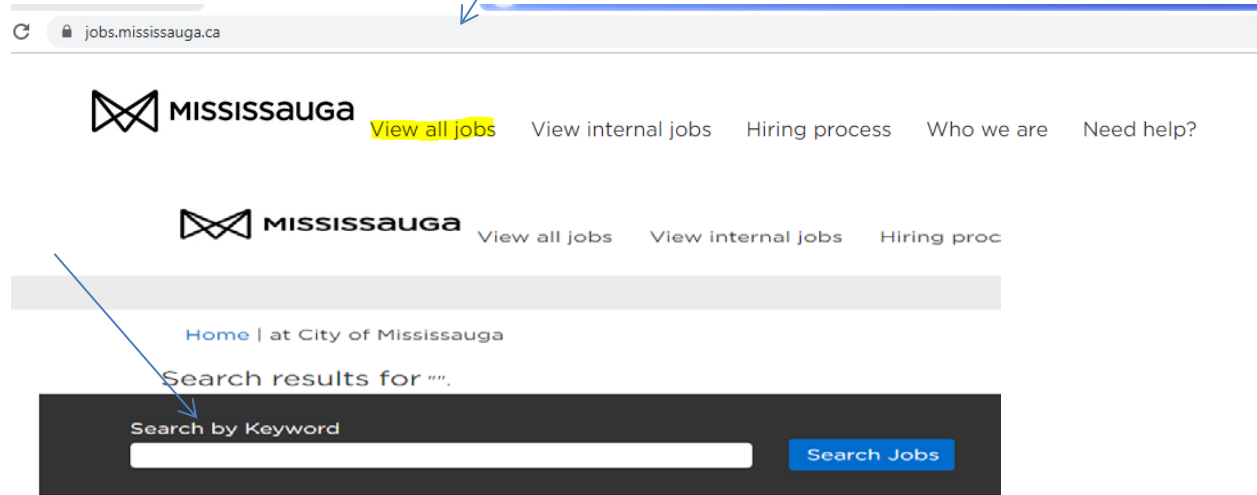 jobs.mississauga.ca
MISSISSAUGA View all jobs View internal jobs Hiring process Who we are Need help?
MISSISSAUGA View all jobs View internal jobs Hiring proc
Home | at City of Mississauga
Search results for "".
Search by Keyword
Search Jobs